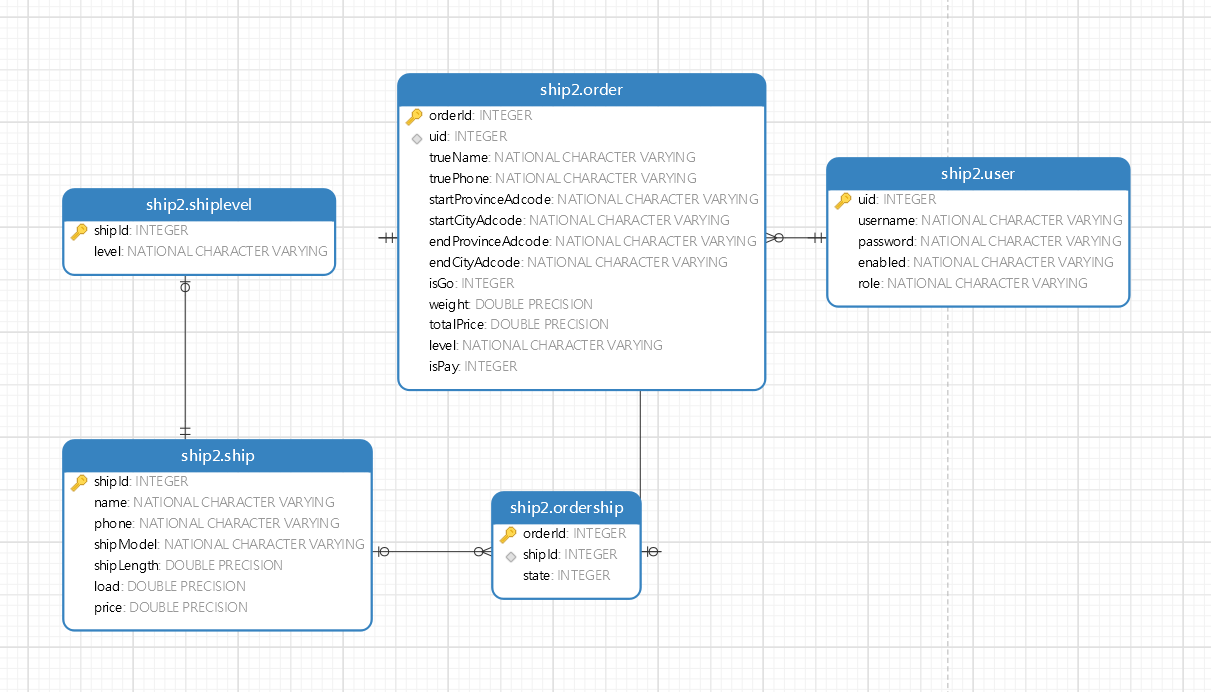 ship2.order
orderId: INTEGER
uid: INTEGER
trueName: NATIONAL CHARACTER VARYING
truePhone: NATIONAL CHARACTER VARYING
startProvinceAdcode: NATIONAL CHARACTER VARYING
startCityAdcode: NATIONAL CHARACTER VARYING
endProvinceAdcode: NATIONAL CHARACTER VARYING
endCityAdcode: NATIONAL CHARACTER VARYING
isGo: INTEGER
weight: DOUBLE PRECISION
totalPrice: DOUBLE PRECISION
level: NATIONAL CHARACTER VARYING
isPay: INTEGER
ship2.user
uid: INTEGER
username: NATIONAL CHARACTER VARYING
password: NATIONAL CHARACTER VARYING
enabled: NATIONAL CHARACTER VARYING
role: NATIONAL CHARACTER VARYING
ship2.shiplevel
shipId: INTEGER
level: NATIONAL CHARACTER VARYING
ship2.ship
shipId: INTEGER
name: NATIONAL CHARACTER VARYING
phone: NATIONAL CHARACTER VARYING
shipModel: NATIONAL CHARACTER VARYING
shipLength: DOUBLE PRECISION
load: DOUBLE PRECISION
price: DOUBLE PRECISION
ship2.ordership
orderId: INTEGER
shipId: INTEGER
state: INTEGER